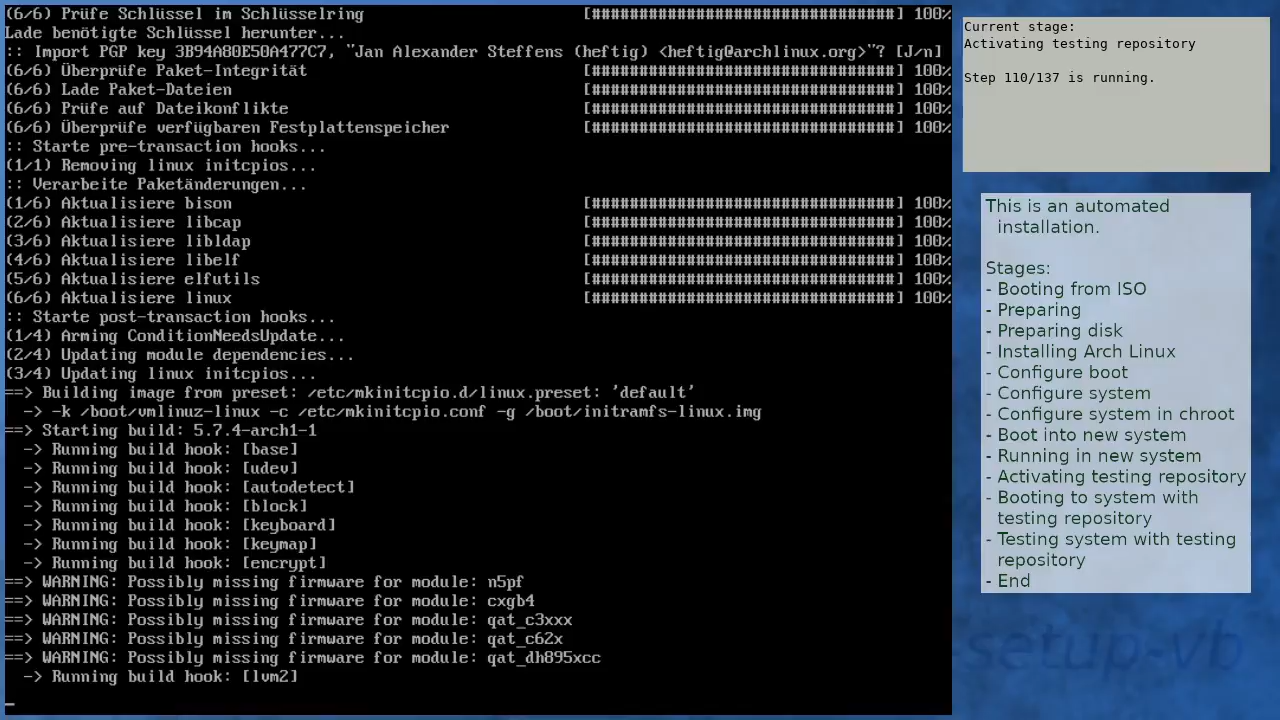 (6/6) Prüfe Schlüssel im Schlüsselring [################################] 100%
Lade benötigte Schlüssel herunter...
:: Import PGP key 3B94A80E50A477C7, "Jan Alexander Steffens (heftig) <heftig@archlinux.org>"? [J/n]
(6/6) Überprüfe Paket-Integrität [################################] 100%
(6/6) Lade Paket-Dateien [################################] 100%
(6/6) Prüfe auf Dateikonflikte [################################] 100%
(6/6) Überprüfe verfügbaren Festplattenspeicher [################################] 100%
:: Starte pre-transaction hooks...
(1/1) Removing linux initcpios...
:: Verarbeite Paketänderungen...
(1/6) Aktualisiere bison [################################] 100%
(2/6) Aktualisiere libcap [################################] 100%
(3/6) Aktualisiere libldap [################################] 100%
(4/6) Aktualisiere libelf [################################] 100%
(5/6) Aktualisiere elfutils [################################] 100%
(6/6) Aktualisiere linux [################################] 100%
:: Starte post-transaction hooks...
(1/4) Arming ConditionNeedsUpdate...
(2/4) Updating module dependencies...
(3/4) Updating linux initcpios...
==> Building image from preset: /etc/mkinitcpio.d/linux.preset: 'default'
-> -k /boot/vmlinuz-linux -c /etc/mkinitcpio.conf -g /boot/initramfs-linux.img
==> Starting build: 5.7.4-arch1-1
-> Running build hook: [base]
-> Running build hook: [udev]
-> Running build hook: [autodetect]
-> Running build hook: [block]
-> Running build hook: [keyboard]
-> Running build hook: [keymap]
-> Running build hook: [encrypt]
==> WARNING: Possibly missing firmware for module: n5pf
==> WARNING: Possibly missing firmware for module: cxgb4
==> WARNING: Possibly missing firmware for module: qat_c3xxx
==> WARNING: Possibly missing firmware for module: qat_c62x
==> WARNING: Possibly missing firmware for module: qat_dh895xcc
-> Running build hook: [lvm2]
_
Current stage:
Activating testing repository
Step 110/137 is running.
This is an automated
installation.
Stages:
- Booting from ISO
- Preparing
- Preparing disk
- Installing Arch Linux
- Configure boot
- Configure system
- Configure system in chroot
- Boot into new system
- Running in new system
- Activating testing repository
- Booting to system with
testing repository
- Testing system with testing
repository
- End
setup-vb